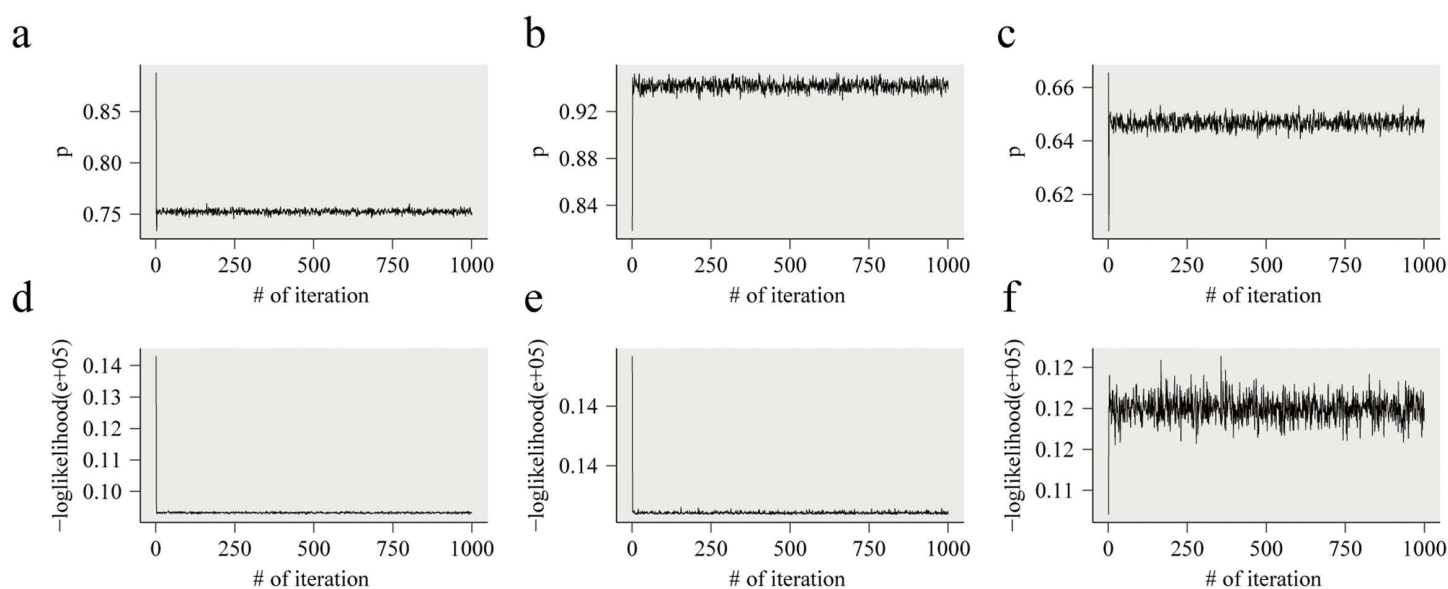 a
0.85
0.80
0.75
p
0 250 500 750 1000
# of iteration
b
0.92
0.88
0.84
p
0 250 500 750 1000
# of iteration
c
0.66
0.64
0.62
p
0 250 500 750 1000
# of iteration
d
0.14
0.13
0.12
0.11
0.10
−loglikelihood(e+05)
0 250 500 750 1000
# of iteration
e
0.14
0.14
−loglikelihood(e+05)
0 250 500 750 1000
# of iteration
f
0.12
0.12
0.12
0.11
−loglikelihood(e+05)
0 250 500 750 1000
# of iteration